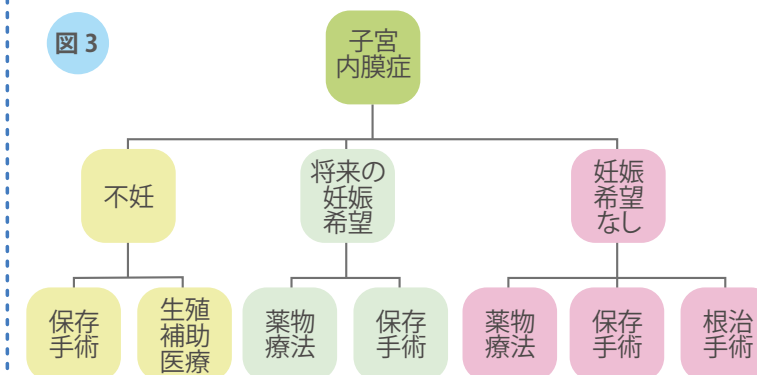 図 3
子宮
内膜症
不妊
将来の
妊娠
希望
妊娠
希望
なし
保存
手術
生殖
補助
医療
薬物
療法
保存
手術
薬物
療法
保存
手術
根治
手術